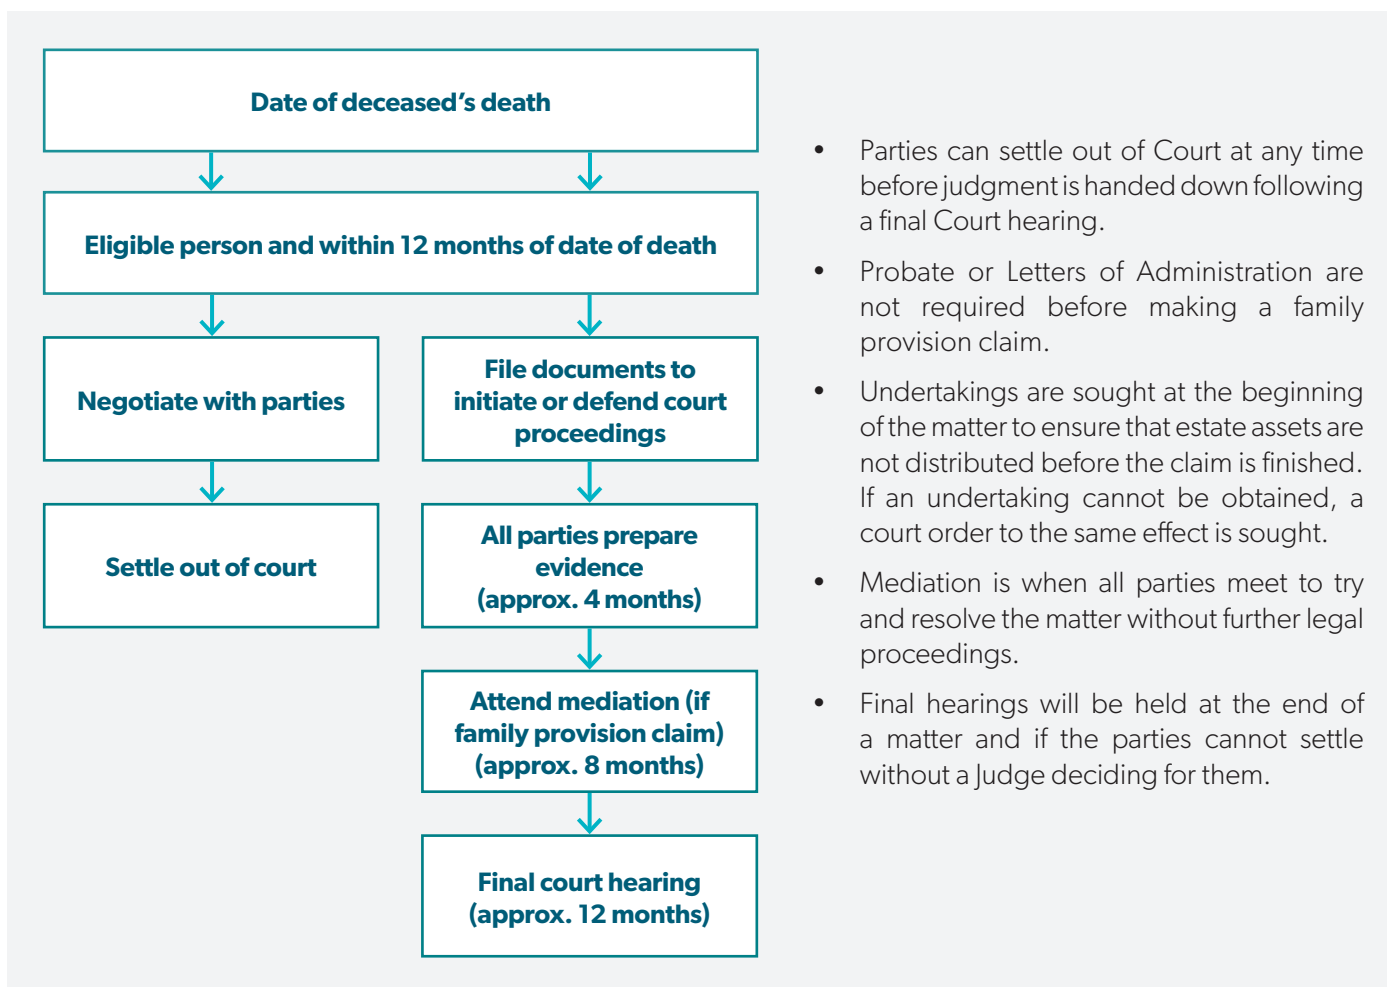 Date of deceased’s death
Eligible person and within 12 months of date of death
Negotiate with parties
Settle out of court
File documents to
initiate or defend court
proceedings
All parties prepare
evidence
(approx. 4 months)
Attend mediation (if
family provision claim)
(approx. 8 months)
Final court hearing
(approx. 12 months)
• Parties can settle out of Court at any time
before judgment is handed down following
a final Court hearing.
• Probate or Letters of Administration are
not required before making a family
provision claim.
• Undertakings are sought at the beginning
of the matter to ensure that estate assets are
not distributed before the claim is finished.
If an undertaking cannot be obtained, a
court order to the same effect is sought.
• Mediation is when all parties meet to try
and resolve the matter without further legal
proceedings.
• Final hearings will be held at the end of
a matter and if the parties cannot settle
without a Judge deciding for them.